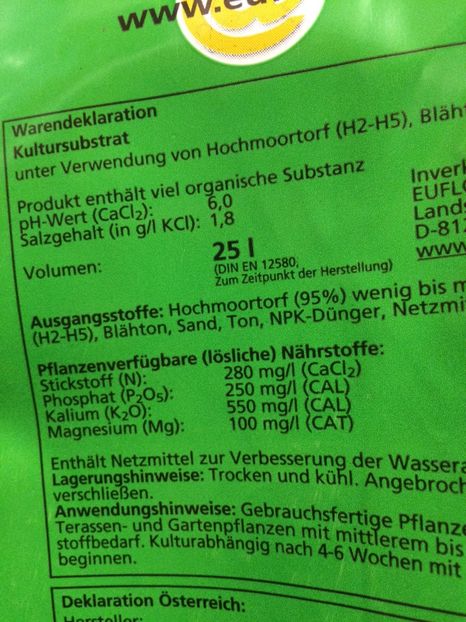 www.eu
Warendeklaration
Kultursubstrat
unter Verwendung von Hochmoortorf (H2-H5), Bläht
Produkt enthält viel organische Substanz
pH-Wert (CaCl₂): 6,0
Salzgehalt (in g/l KCl): 1,8
Volumen: 25 l
(DIN EN 12580,
Zum Zeitpunkt der Herstellung)
Inver
EUFLO
Lands
D-812
www
Ausgangsstoffe: Hochmoortorf (95%) wenig bis m
(H2-H5), Blähton, Sand, Ton, NPK-Dünger, Netzmi
Pflanzenverfügbare (lösliche) Nährstoffe:
Stickstoff (N): 280 mg/l (CaCl₂)
Phosphat (P₂O₅): 250 mg/l (CAL)
Kalium (K₂O): 550 mg/l (CAL)
Magnesium (Mg): 100 mg/l (CAT)
Enthält Netzmittel zur Verbesserung der Wassera
Lagerungshinweise: Trocken und kühl. Angebroch
verschließen.
Anwendungshinweise: Gebrauchsfertige Pflanze
Terassen- und Gartenpflanzen mit mittlerem bis
stoffbedarf. Kulturabhängig nach 4-6 Wochen mit
beginnen.
Deklaration Österreich:
Hersteller: